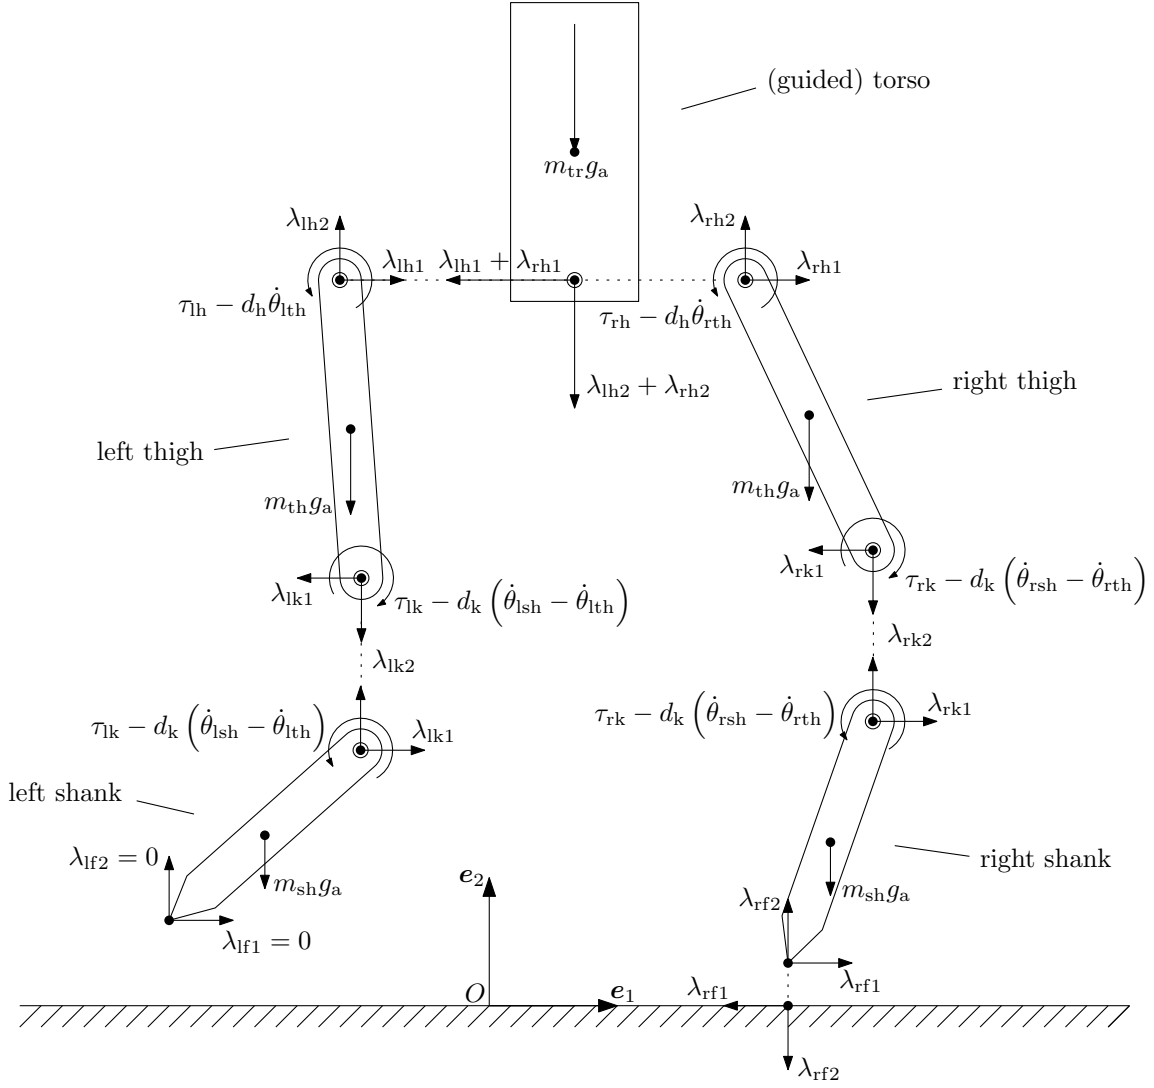 (guided) torso
m_tr g_a
λ_lh2
λ_rh2
λ_lh1
λ_lh1 + λ_rh1
λ_rh1
τ_lh − d_h θ̇_lth
τ_rh − d_h θ̇_rth
λ_lh2 + λ_rh2
right thigh
left thigh
m_th g_a
m_th g_a
λ_rk1
τ_rk − d_k (θ̇_rsh − θ̇_rth)
λ_lk1
τ_lk − d_k (θ̇_lsh − θ̇_lth)
λ_rk2
λ_lk2
τ_lk − d_k (θ̇_lsh − θ̇_lth)
λ_lk1
τ_rk − d_k (θ̇_rsh − θ̇_rth)
λ_rk1
left shank
λ_lf2 = 0
right shank
m_sh g_a
e_2
m_sh g_a
λ_rf2
λ_lf1 = 0
O
e_1
λ_rf1
λ_rf1
λ_rf2